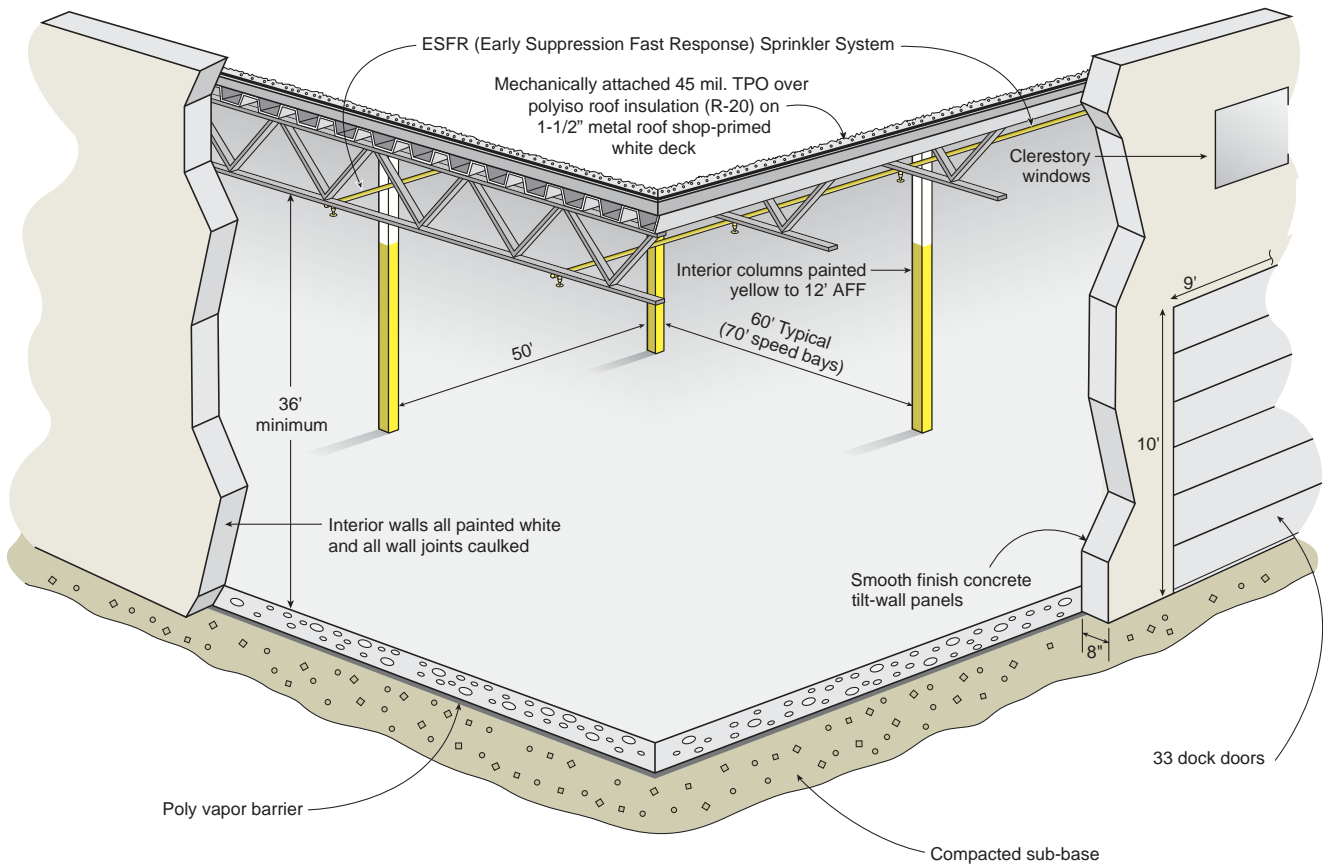 ESFR (Early Suppression Fast Response) Sprinkler System
Mechanically attached 45 mil. TPO over
polyiso roof insulation (R-20) on
1-1/2" metal roof shop-primed
white deck
Clerestory
windows
Interior columns painted
yellow to 12' AFF
9'
50'
60' Typical
(70' speed bays)
36'
minimum
10'
Interior walls all painted white
and all wall joints caulked
Smooth finish concrete
tilt-wall panels
8"
33 dock doors
Poly vapor barrier
Compacted sub-base